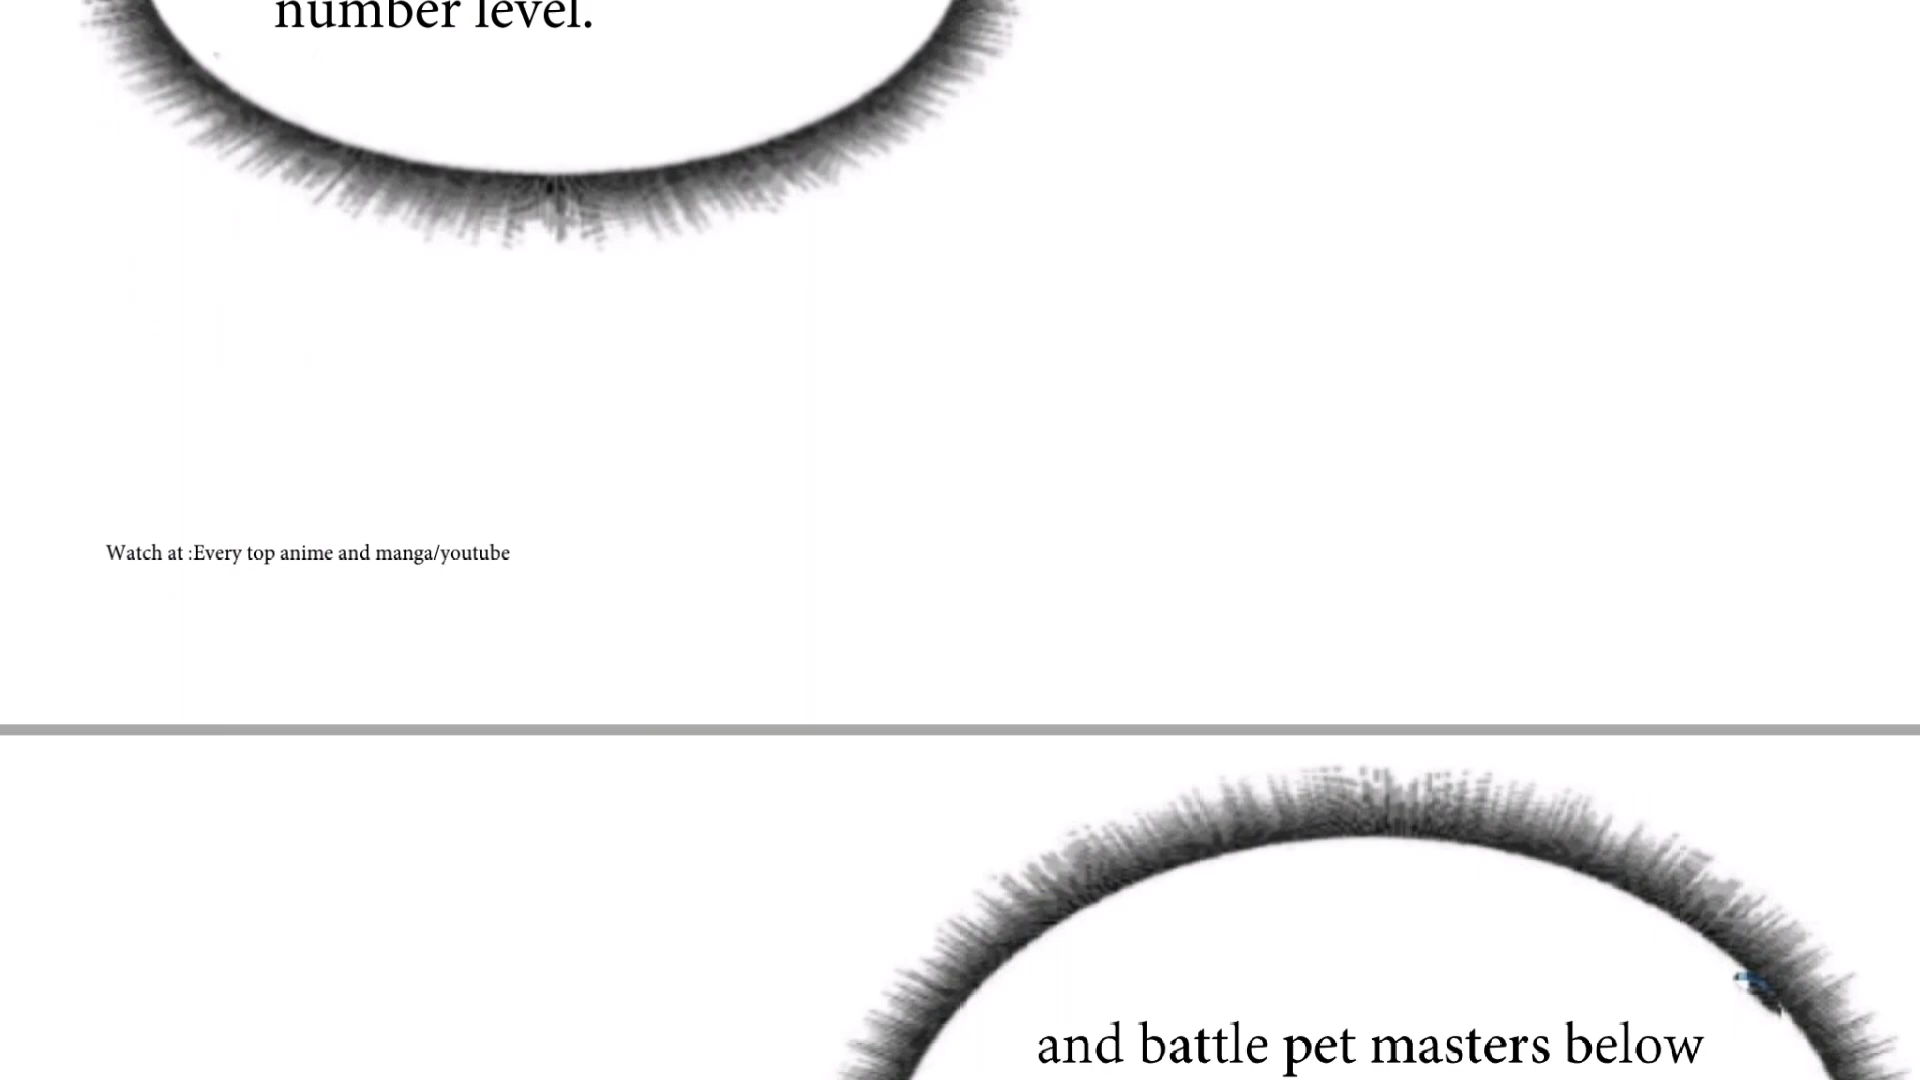 number level.
Watch at :Every top anime and manga/youtube
and battle pet masters below